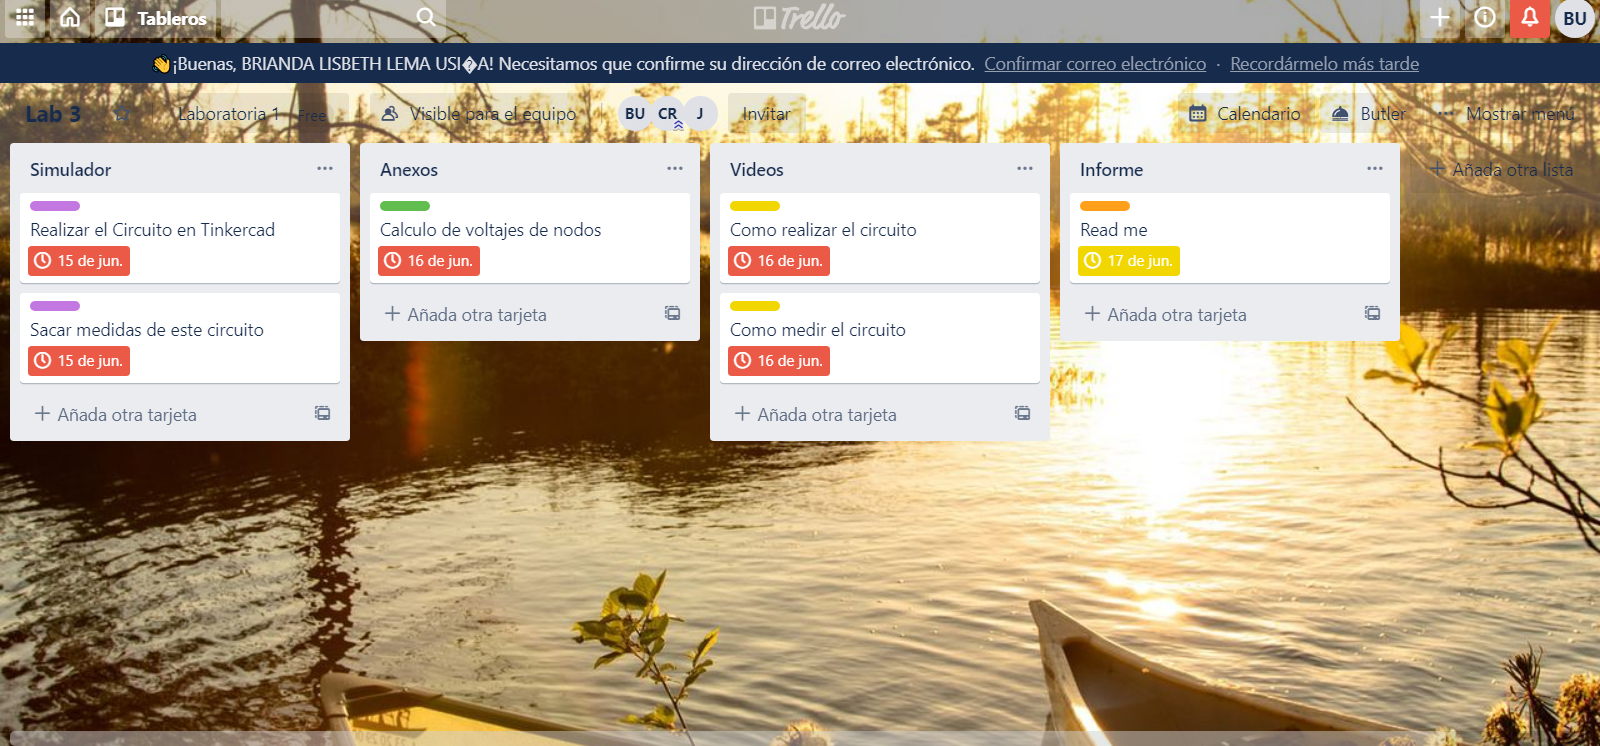 Tableros
Trello
BU
👋¡Buenas, BRIANDA LISBETH LEMA USI�A! Necesitamos que confirme su dirección de correo electrónico. Confirmar correo electrónico · Recordármelo más tarde
Lab 3 Laboratoria 1 Free Visible para el equipo BU CR J Invitar Calendario Butler ··· Mostrar menú
Simulador
Realizar el Circuito en Tinkercad
15 de jun.
Sacar medidas de este circuito
15 de jun.
+ Añada otra tarjeta
Anexos
Calculo de voltajes de nodos
16 de jun.
+ Añada otra tarjeta
Videos
Como realizar el circuito
16 de jun.
Como medir el circuito
16 de jun.
+ Añada otra tarjeta
Informe
Read me
17 de jun.
+ Añada otra tarjeta
+ Añada otra lista